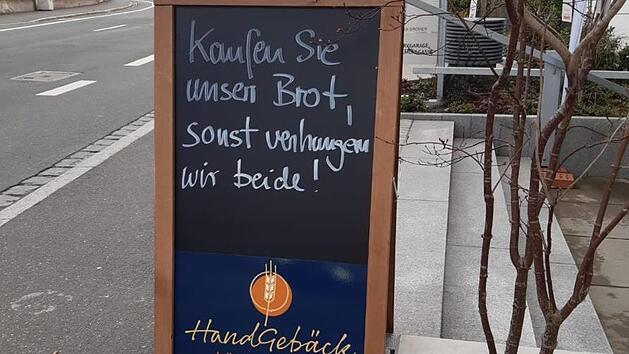 Kaufen Sie
unser Brot,
sonst verhungern
wir beide!
HandGebäck